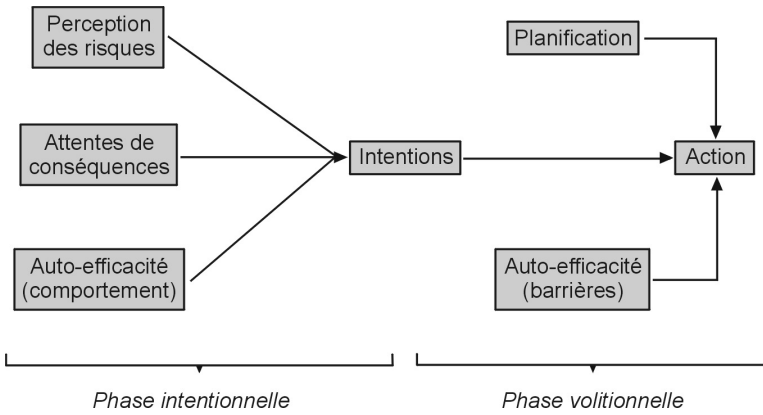 Perception
des risques
Planification
Attentes de
conséquences
Intentions
Action
Auto-efficacité
(comportement)
Auto-efficacité
(barrières)
Phase intentionnelle
Phase volitionnelle